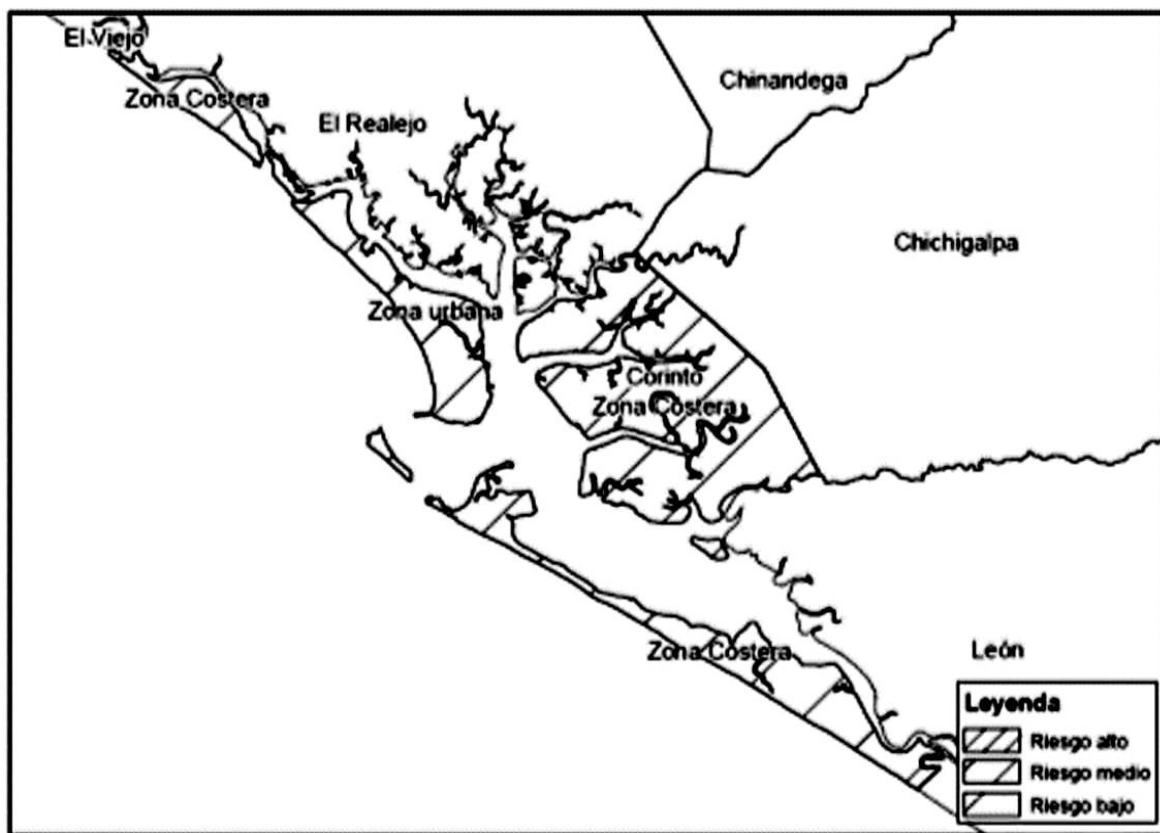 El Viejo
Chinandega
Zona Costera
El Realejo
Chichigalpa
Zona urbana
Corinto
Zona Costera
Zona Costera
León
Leyenda
Riesgo alto
Riesgo medio
Riesgo bajo